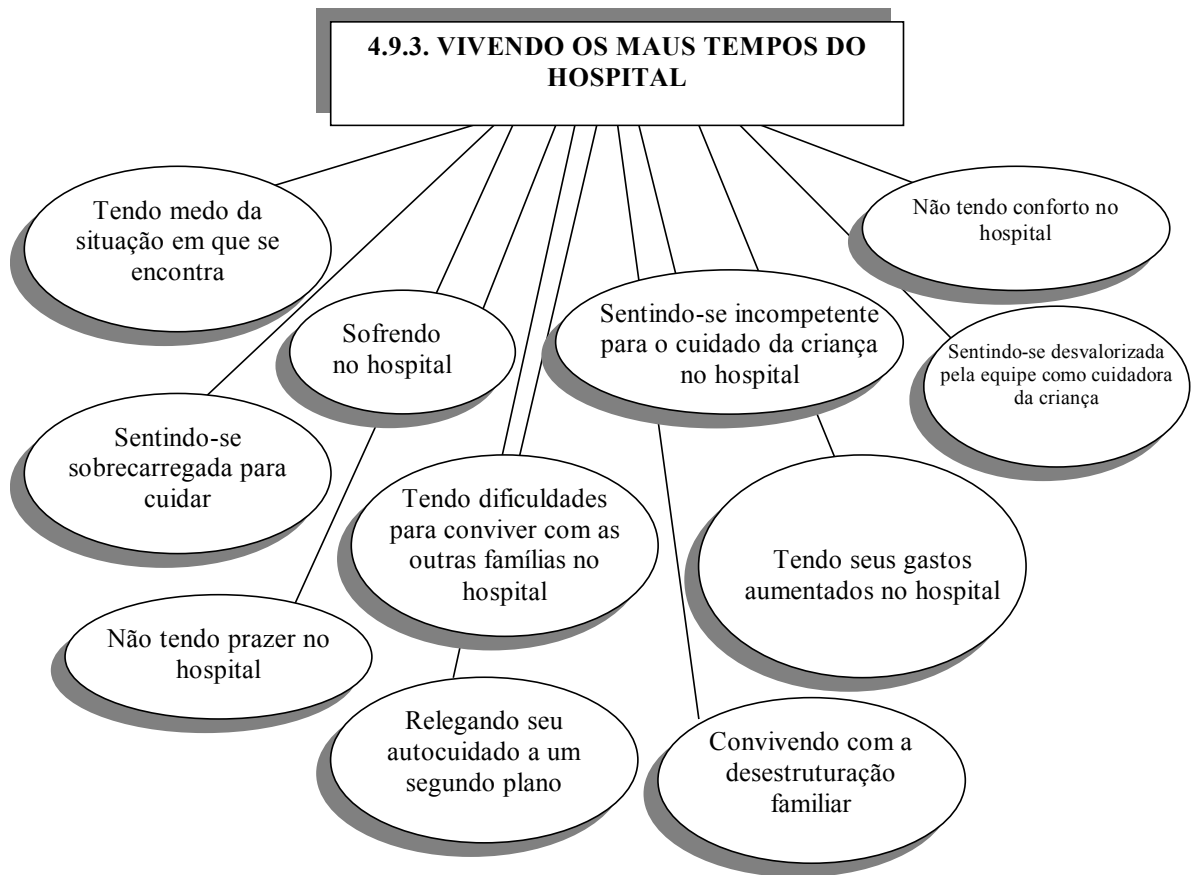 4.9.3. VIVENDO OS MAUS TEMPOS DO
HOSPITAL
Tendo medo da
situação em que se
encontra
Não tendo conforto no
hospital
Sofrendo
no hospital
Sentindo-se incompetente
para o cuidado da criança
no hospital
Sentindo-se desvalorizada
pela equipe como cuidadora
da criança
Sentindo-se
sobrecarregada para
cuidar
Tendo dificuldades
para conviver com as
outras famílias no
hospital
Tendo seus gastos
aumentados no hospital
Não tendo prazer no
hospital
Relegando seu
autocuidado a um
segundo plano
Convivendo com a
desestruturação
familiar